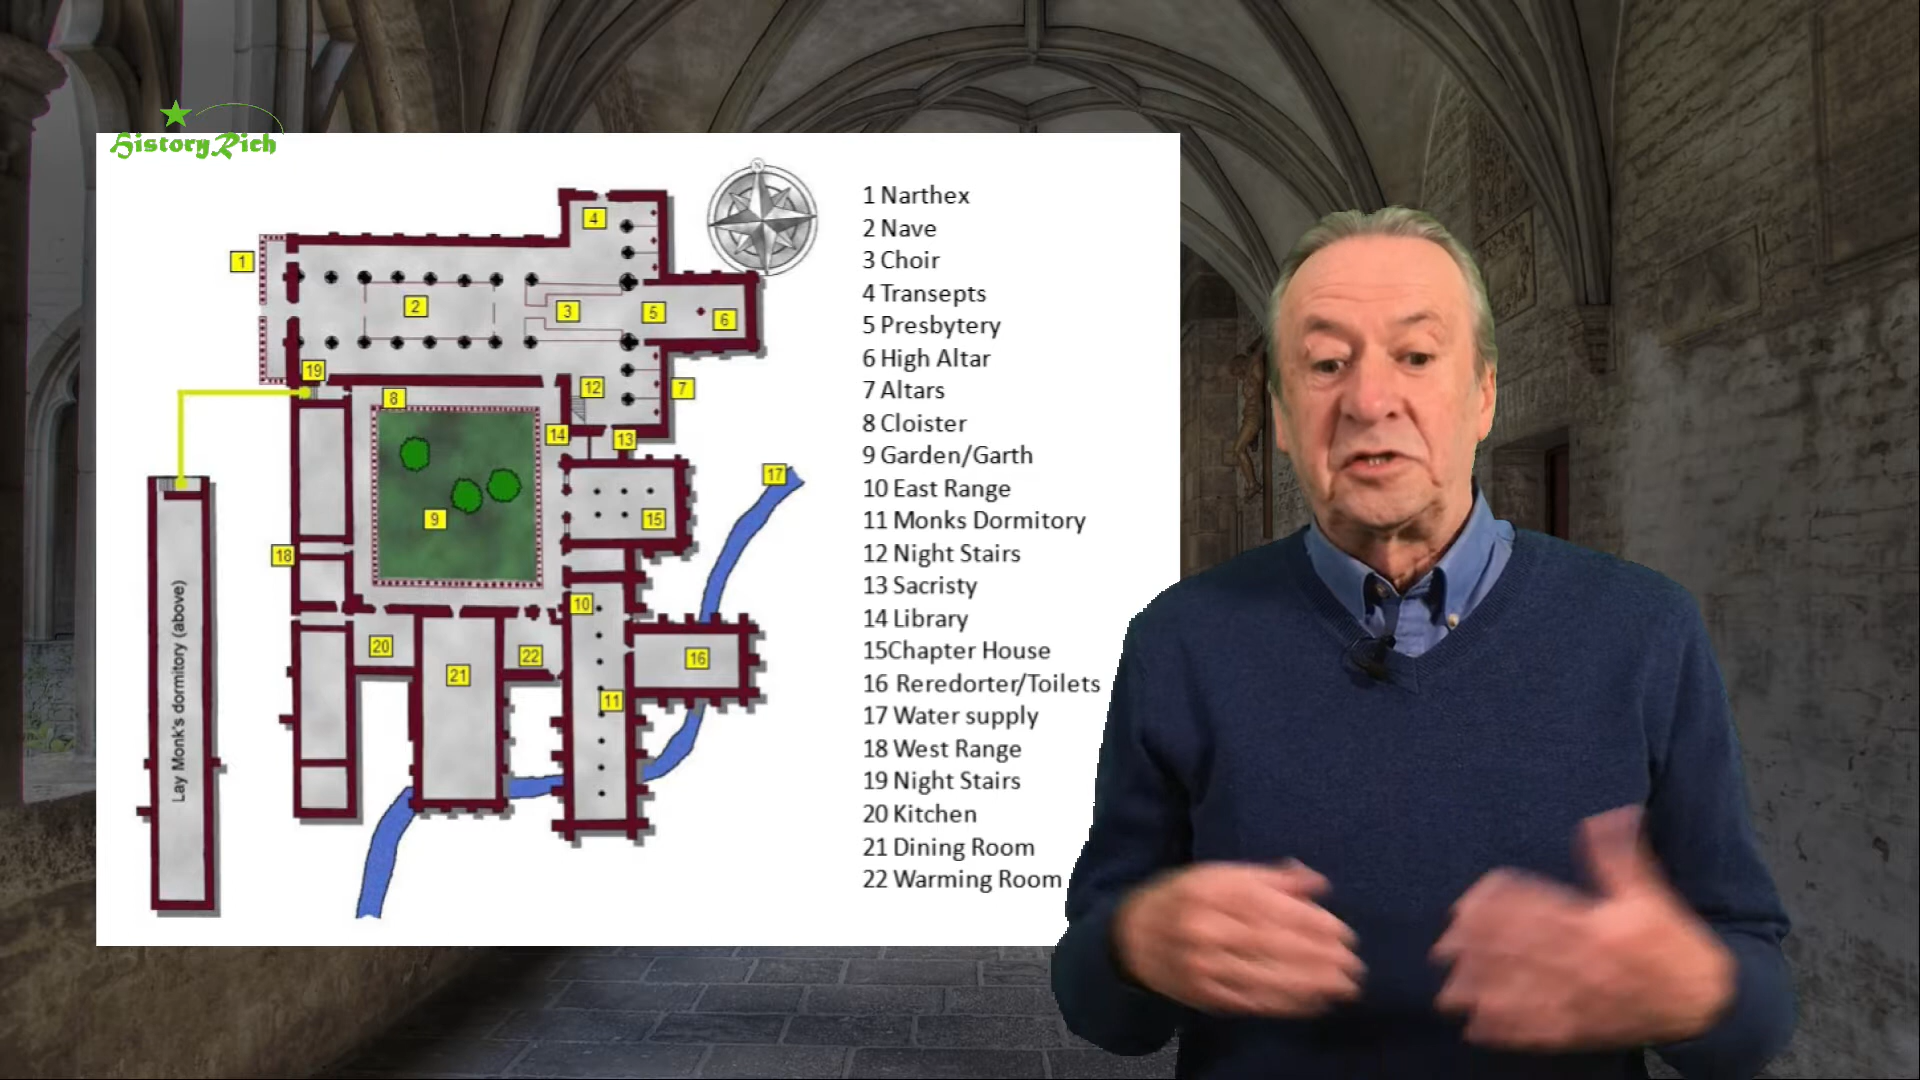 HistoryRich
N
1 Narthex
2 Nave
3 Choir
4 Transepts
5 Presbytery
6 High Altar
7 Altars
8 Cloister
9 Garden/Garth
10 East Range
11 Monks Dormitory
12 Night Stairs
13 Sacristy
14 Library
15Chapter House
16 Reredorter/Toilets
17 Water supply
18 West Range
19 Night Stairs
20 Kitchen
21 Dining Room
22 Warming Room
4
1
2
3
5
6
19
8
12
7
14
13
17
9
15
18
10
20
22
16
21
11
Lay Monk's dormitory (above)